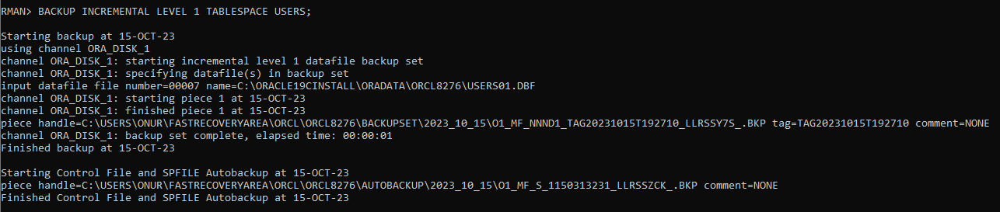 RMAN> BACKUP INCREMENTAL LEVEL 1 TABLESPACE USERS;
Starting backup at 15-OCT-23
using channel ORA_DISK_1
channel ORA_DISK_1: starting incremental level 1 datafile backup set
channel ORA_DISK_1: specifying datafile(s) in backup set
input datafile file number=00007 name=C:\ORACLE19CINSTALL\ORADATA\ORCL8276\USERS01.DBF
channel ORA_DISK_1: starting piece 1 at 15-OCT-23
channel ORA_DISK_1: finished piece 1 at 15-OCT-23
piece handle=C:\USERS\ONUR\FASTRECOVERYAREA\ORCL\ORCL8276\BACKUPSET\2023_10_15\O1_MF_NNND1_TAG20231015T192710_LLRSSY7S_.BKP tag=TAG20231015T192710 comment=NONE
channel ORA_DISK_1: backup set complete, elapsed time: 00:00:01
Finished backup at 15-OCT-23
Starting Control File and SPFILE Autobackup at 15-OCT-23
piece handle=C:\USERS\ONUR\FASTRECOVERYAREA\ORCL\ORCL8276\AUTOBACKUP\2023_10_15\O1_MF_S_1150313231_LLRSSZCK_.BKP comment=NONE
Finished Control File and SPFILE Autobackup at 15-OCT-23